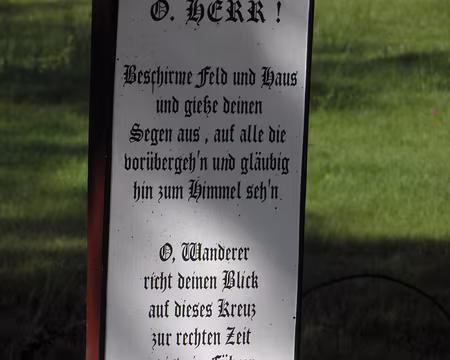 O. HERR !
Beschirme Feld und Haus
und gieße deinen
Segen aus , auf alle die
vorübergeh'n und gläubig
hin zum Himmel seh'n
O, Wanderer
richt deinen Blick
auf dieses Kreuz
zur rechten Zeit